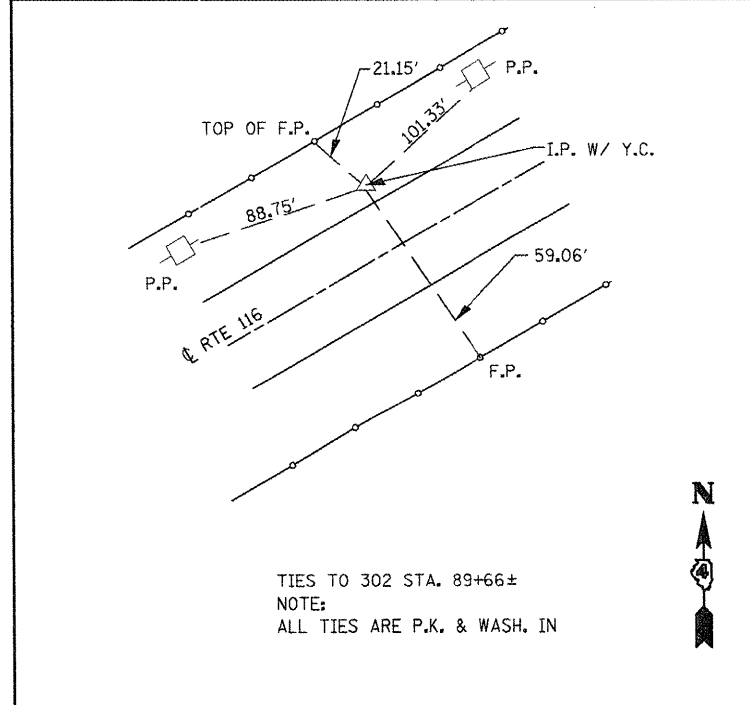 21.15'
P.P.
TOP OF F.P.
101.33'
I.P. W/ Y.C.
88.75'
59.06'
P.P.
℄ RTE 116
F.P.
N
4
TIES TO 302 STA. 89+66±
NOTE:
ALL TIES ARE P.K. & WASH. IN